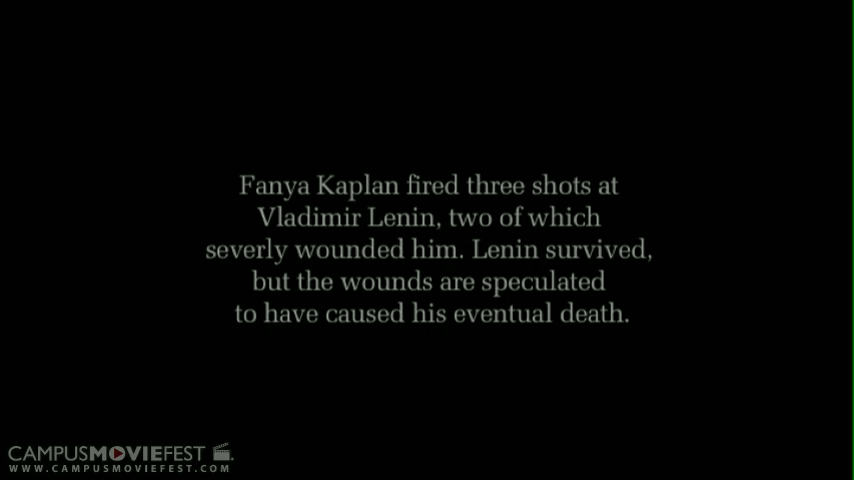 Fanya Kaplan fired three shots at
Vladimir Lenin, two of which
severly wounded him. Lenin survived,
but the wounds are speculated
to have caused his eventual death.
CAMPUSMOVIEFEST
WWW.CAMPUSMOVIEFEST.COM